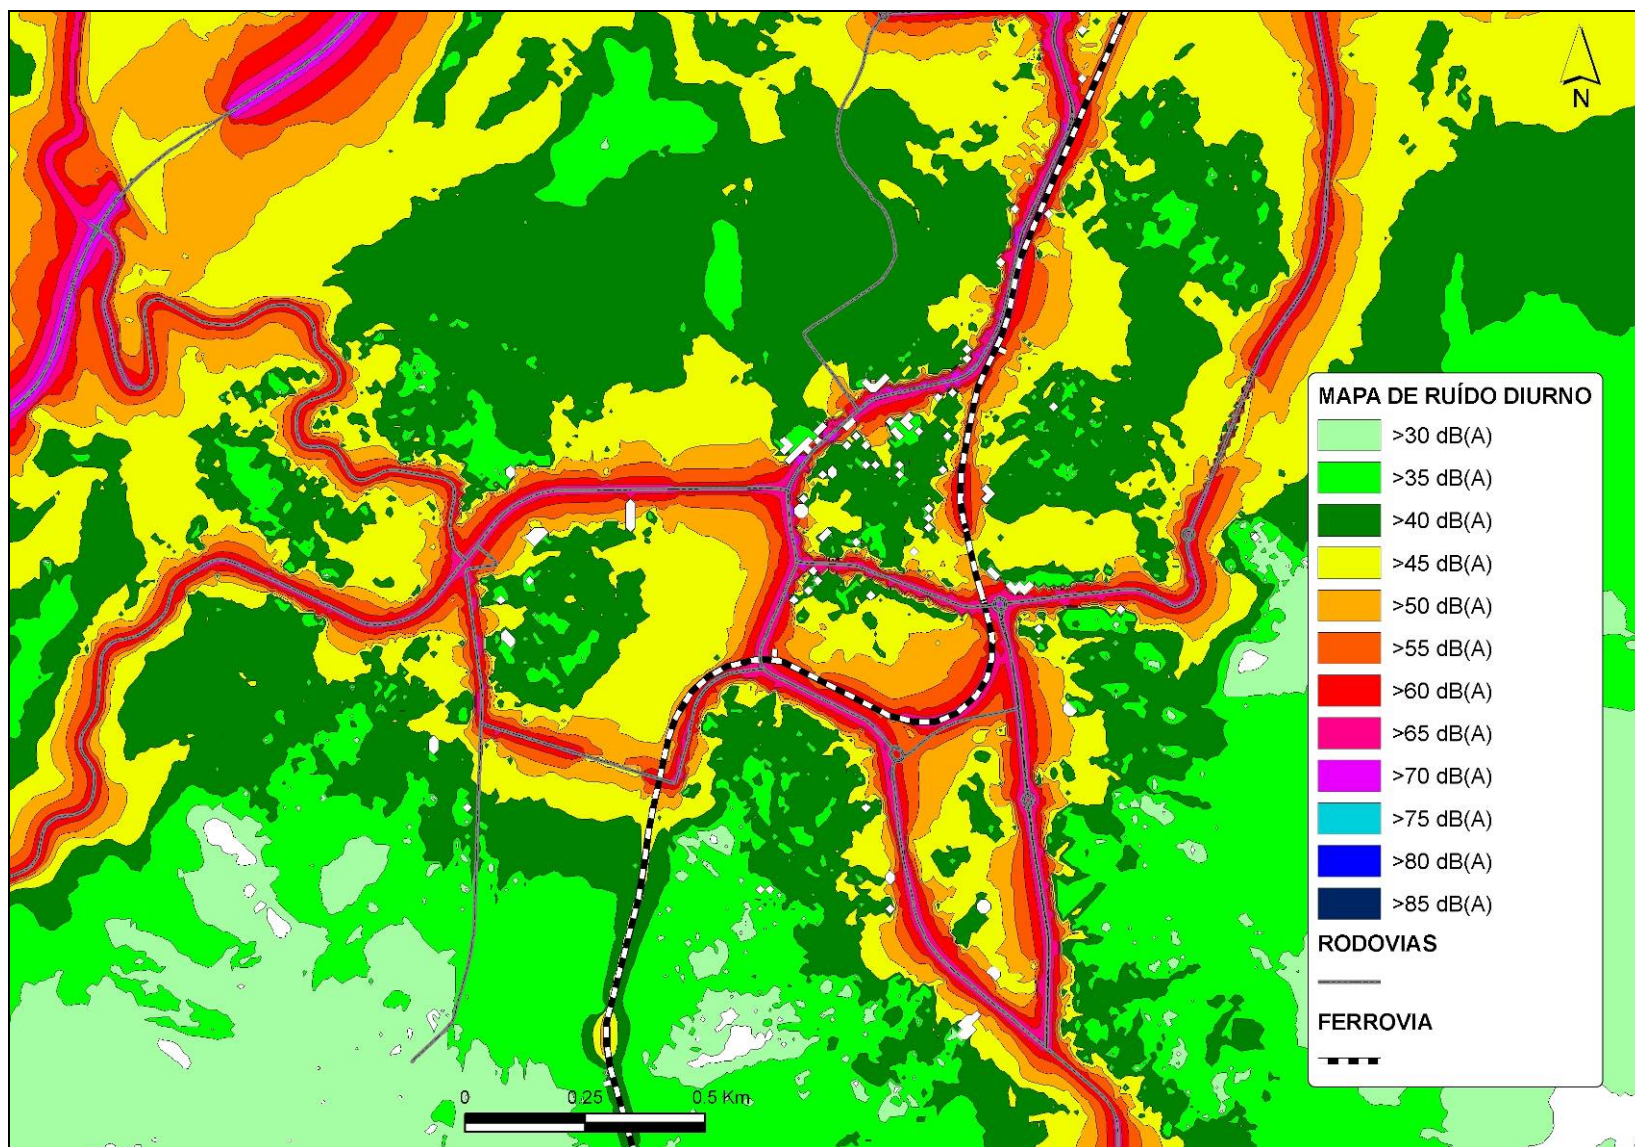 N
MAPA DE RUÍDO DIURNO
>30 dB(A)
>35 dB(A)
>40 dB(A)
>45 dB(A)
>50 dB(A)
>55 dB(A)
>60 dB(A)
>65 dB(A)
>70 dB(A)
>75 dB(A)
>80 dB(A)
>85 dB(A)
RODOVIAS
FERROVIA
0 0.25 0.5 Km